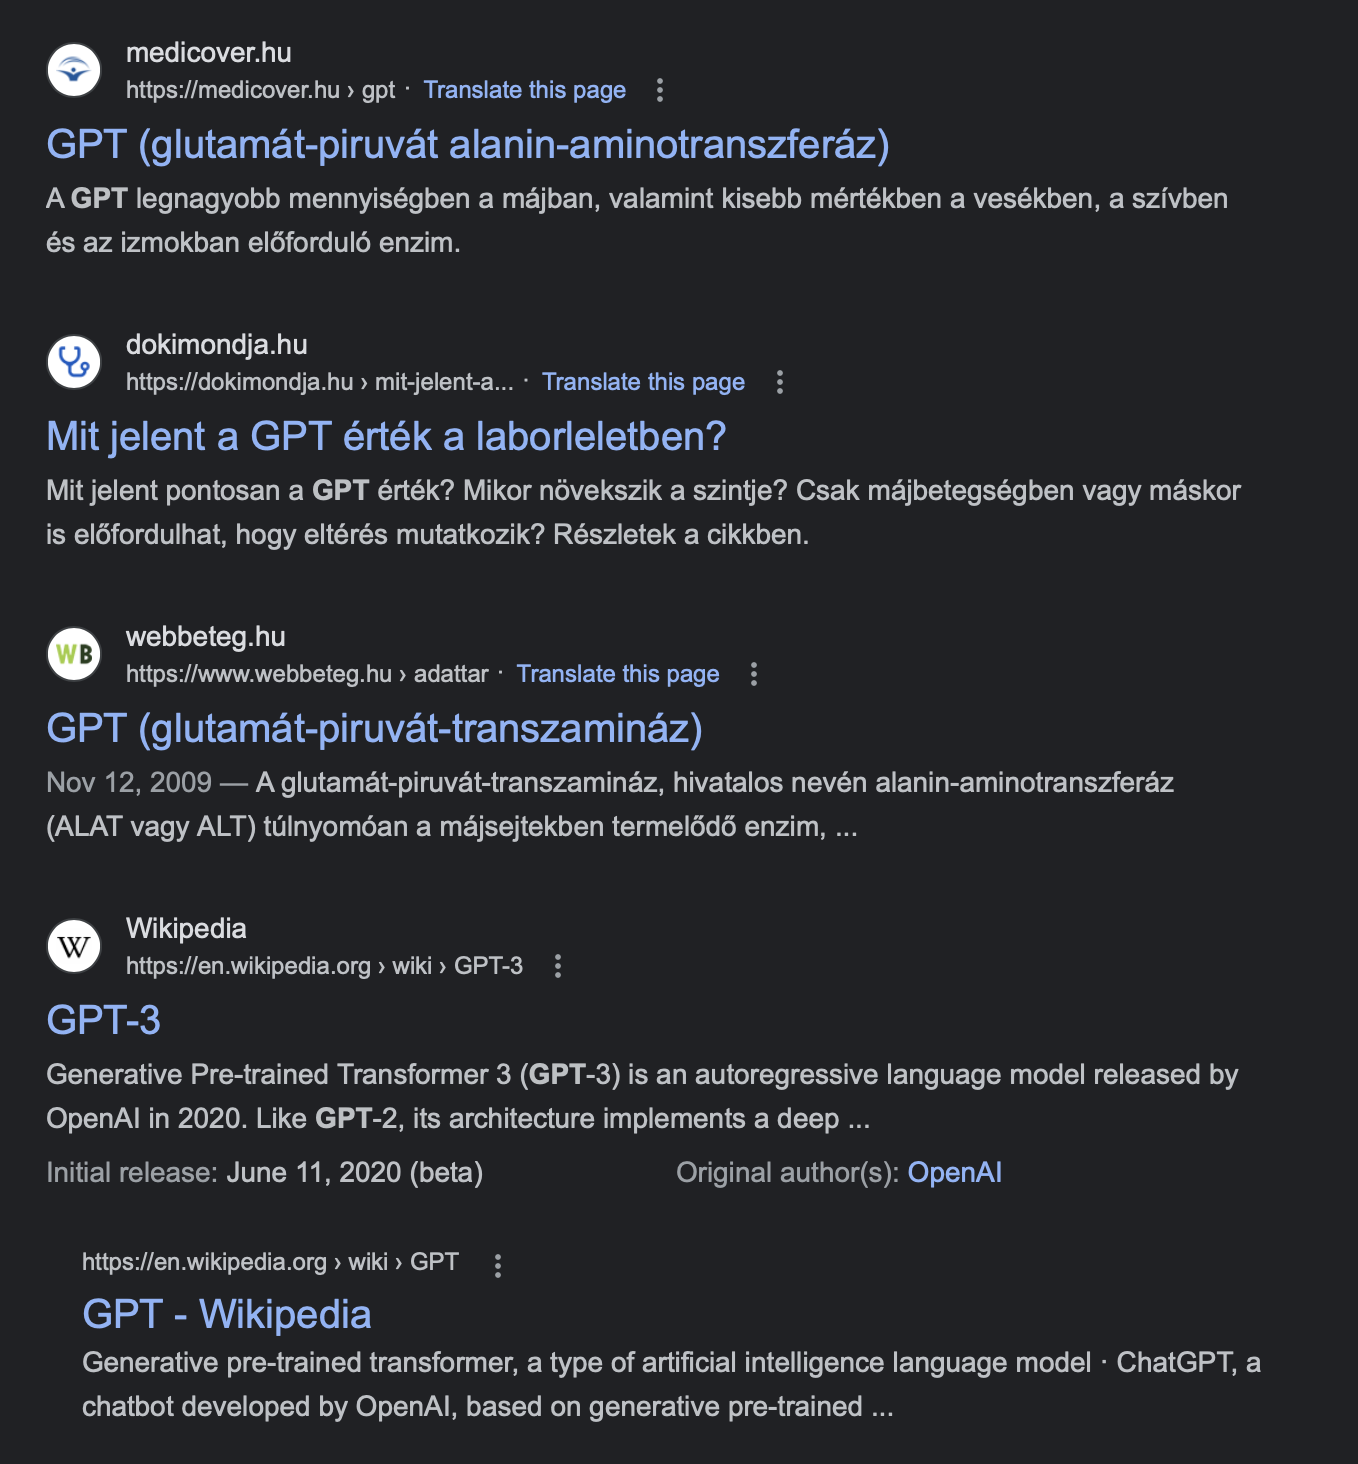 medicover.hu
https://medicover.hu › gpt · Translate this page
GPT (glutamát-piruvát alanin-aminotranszferáz)
A GPT legnagyobb mennyiségben a májban, valamint kisebb mértékben a vesékben, a szívben
és az izmokban előforduló enzim.
dokimondja.hu
https://dokimondja.hu › mit-jelent-a... · Translate this page
Mit jelent a GPT érték a laborleletben?
Mit jelent pontosan a GPT érték? Mikor növekszik a szintje? Csak májbetegségben vagy máskor
is előfordulhat, hogy eltérés mutatkozik? Részletek a cikkben.
WB
webbeteg.hu
https://www.webbeteg.hu › adattar · Translate this page
GPT (glutamát-piruvát-transzamináz)
Nov 12, 2009 — A glutamát-piruvát-transzamináz, hivatalos nevén alanin-aminotranszferáz
(ALAT vagy ALT) túlnyomóan a májsejtekben termelődő enzim, ...
W
Wikipedia
https://en.wikipedia.org › wiki › GPT-3
GPT-3
Generative Pre-trained Transformer 3 (GPT-3) is an autoregressive language model released by
OpenAI in 2020. Like GPT-2, its architecture implements a deep ...
Initial release: June 11, 2020 (beta) Original author(s): OpenAI
https://en.wikipedia.org › wiki › GPT
GPT - Wikipedia
Generative pre-trained transformer, a type of artificial intelligence language model · ChatGPT, a
chatbot developed by OpenAI, based on generative pre-trained ...